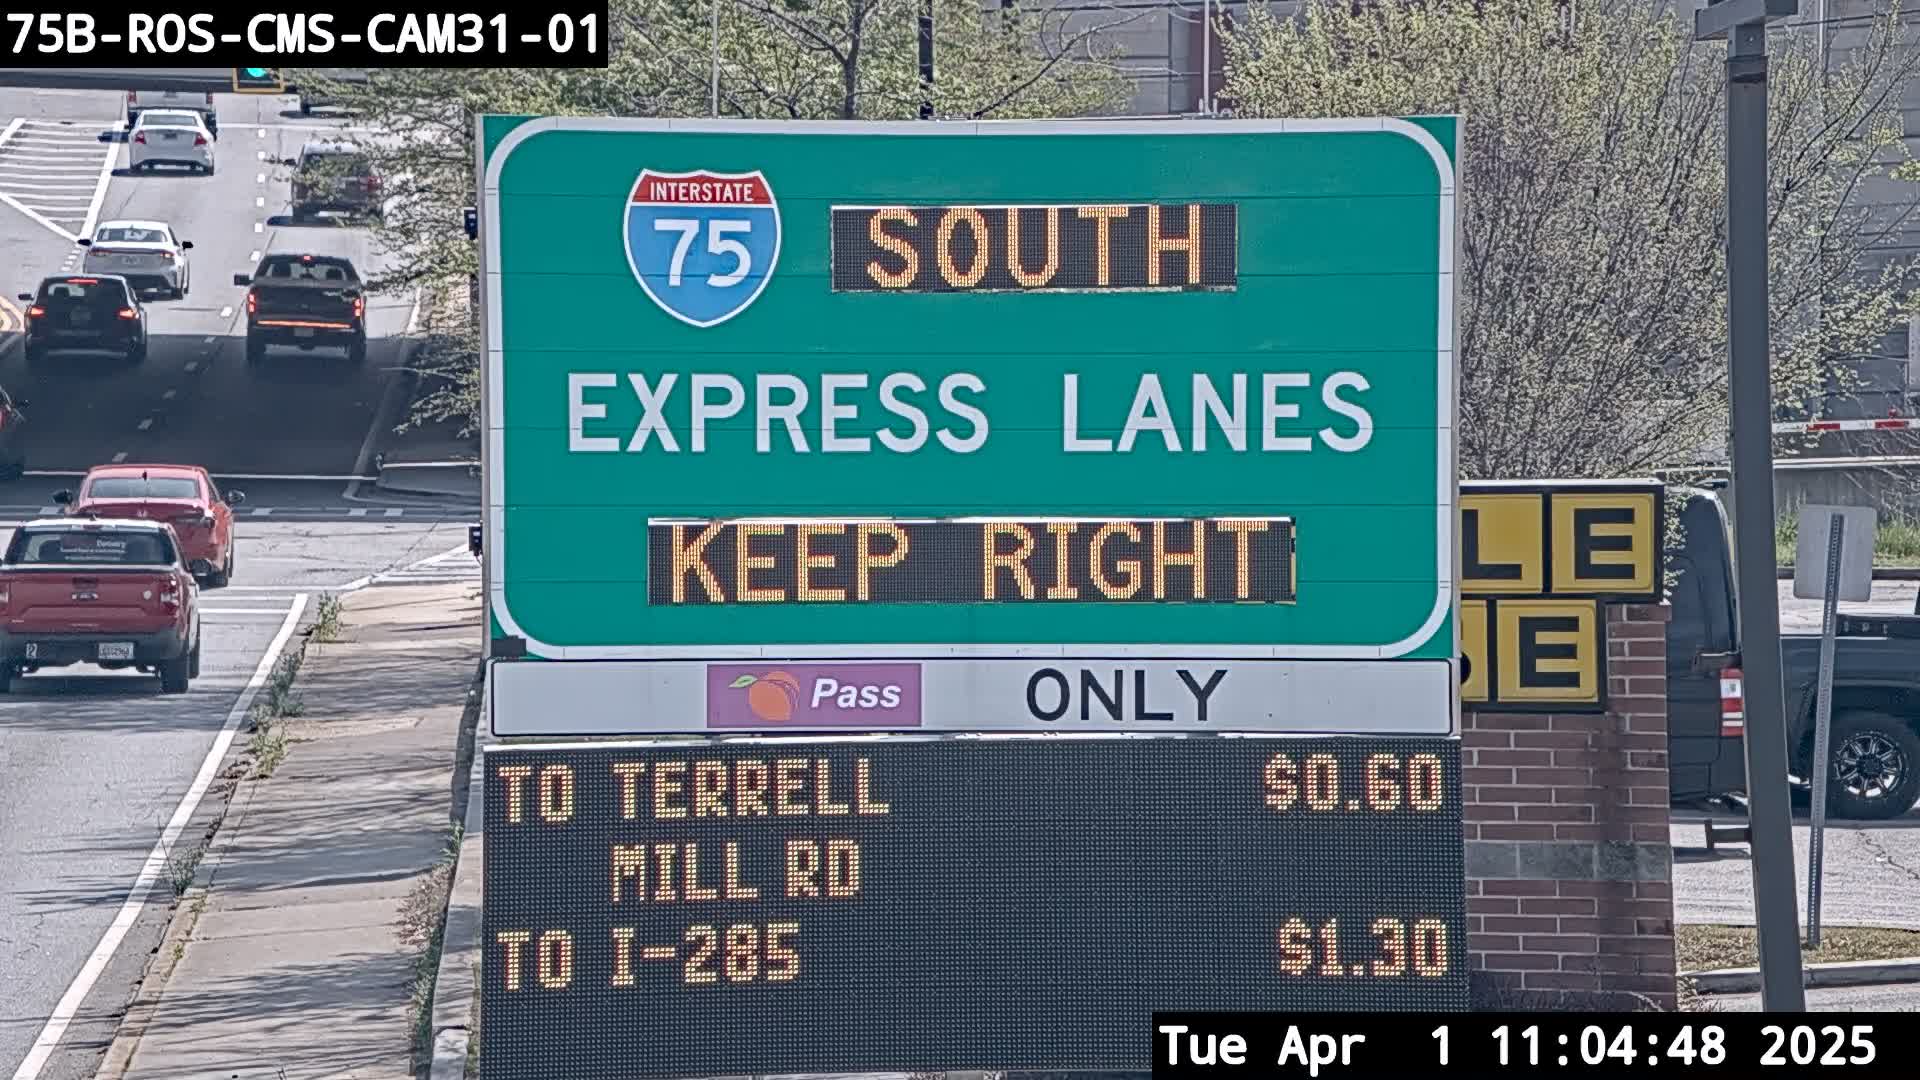 75B-ROS-CMS-CAM31-01
INTERSTATE
75
SOUTH
EXPRESS LANES
KEEP RIGHT
Pass ONLY
TO TERRELL $0.60
MILL RD
TO I-285 $1.30
LE
E
Tue Apr 1 11:04:48 2025